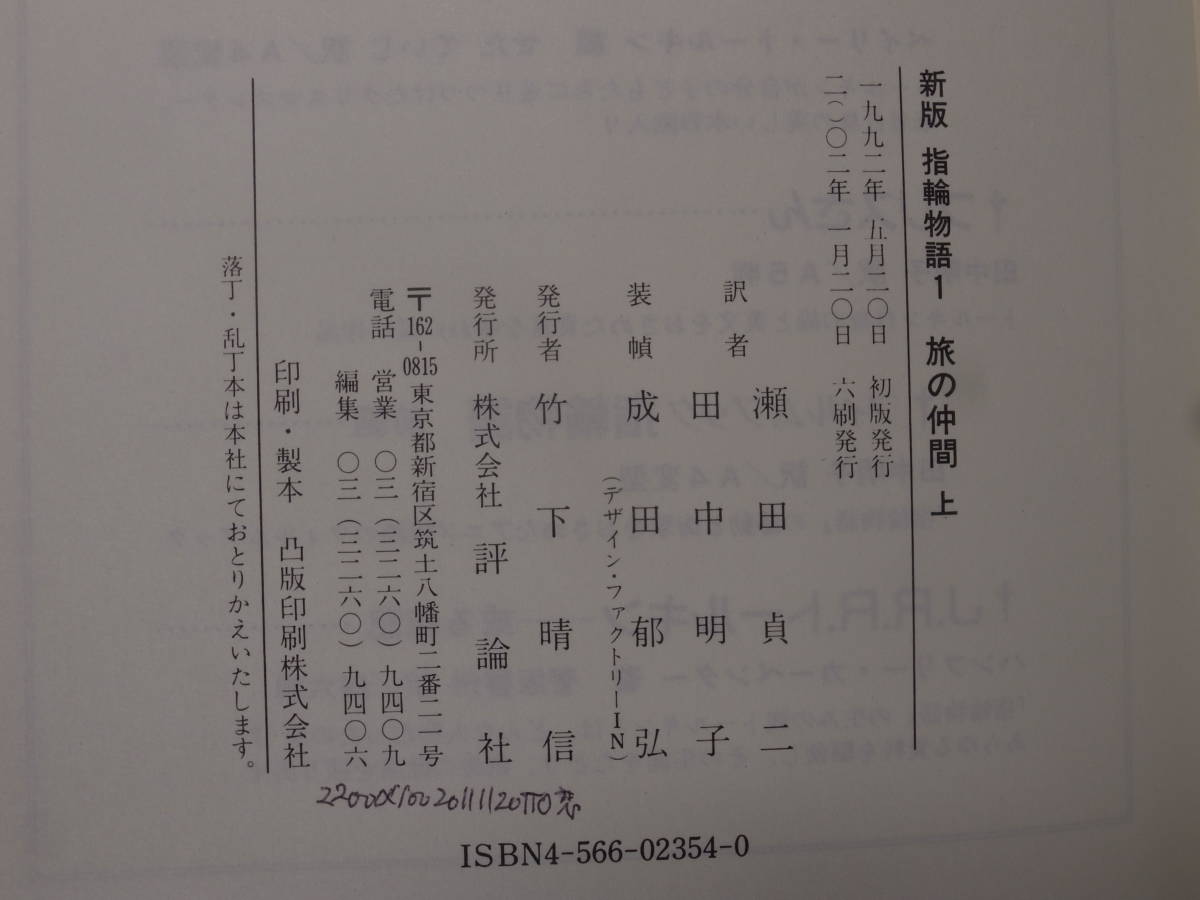 新版 指輪物語1 旅の仲間 上
一九九二年 五月二〇日 初版発行
二〇〇二年 一月二〇日 六刷発行
訳者 瀬田貞二
田中明子
装幀 成田郁弘
(デザイン・ファクトリーIN)
発行者 竹下晴信
発行所 株式会社 評論社
〒162-0815 東京都新宿区筑土八幡町二番二一号
電話 営業 〇三(三二六〇)九四〇九
編集 〇三(三二六〇)九四〇六
印刷・製本 凸版印刷株式会社
落丁・乱丁本は本社にておとりかえいたします。
ISBN4-566-02354-0